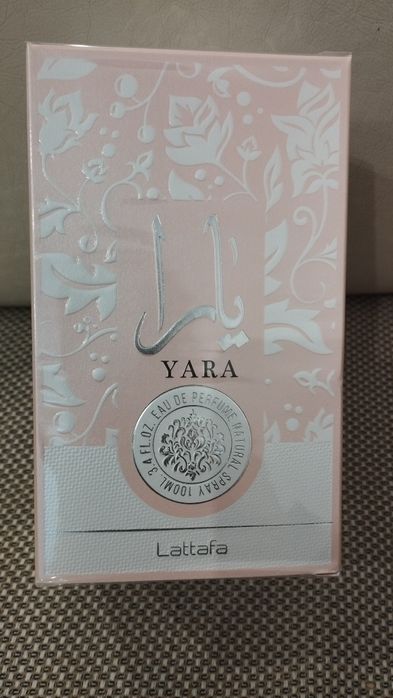 يارا
YARA
EAU DE PERFUME NATURAL SPRAY 100ML 3.4 FL.OZ.
Lattafa